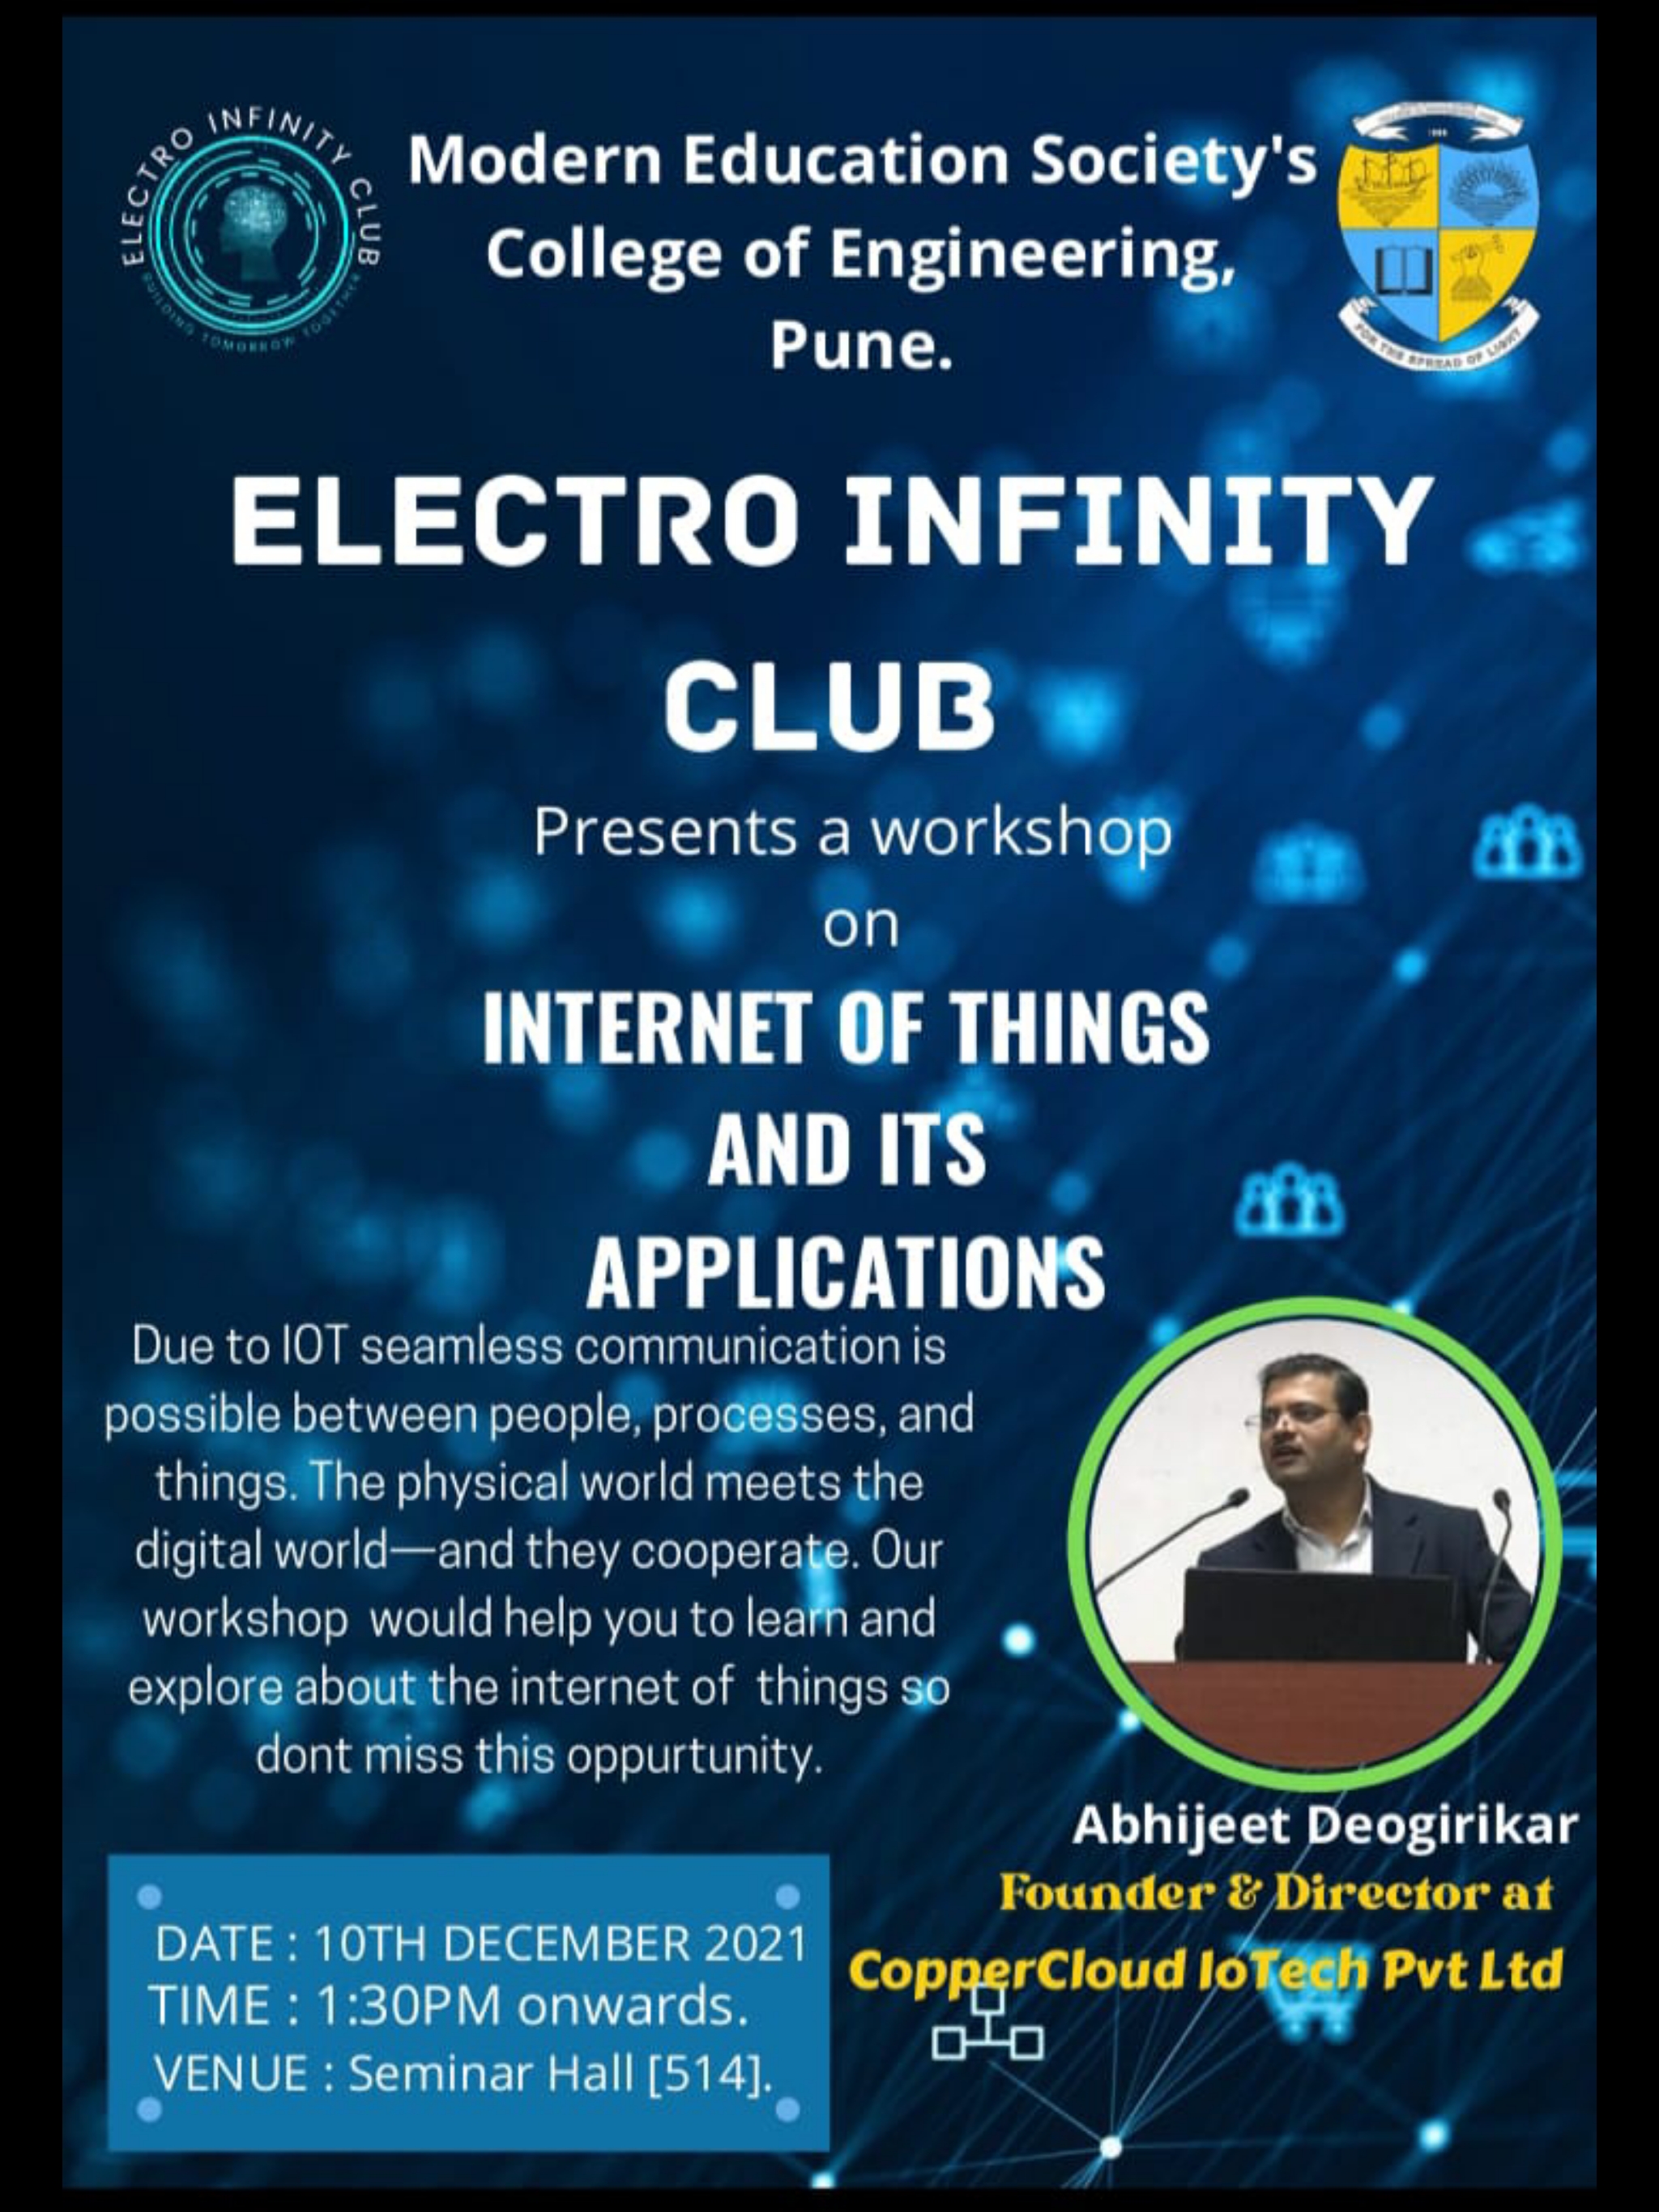 ELECTRO INFINITY CLUB
BUILDING TOMORROW TOGETHER
Modern Education Society's
College of Engineering,
Pune.
FOR THE SPREAD OF LIGHT
ELECTRO INFINITY
CLUB
Presents a workshop
on
INTERNET OF THINGS
AND ITS
APPLICATIONS
Due to IOT seamless communication is
possible between people, processes, and
things. The physical world meets the
digital world—and they cooperate. Our
workshop would help you to learn and
explore about the internet of things so
dont miss this oppurtunity.
Abhijeet Deogirikar
Founder & Director at
CopperCloud IoTech Pvt Ltd
DATE : 10TH DECEMBER 2021
TIME : 1:30PM onwards.
VENUE : Seminar Hall [514].